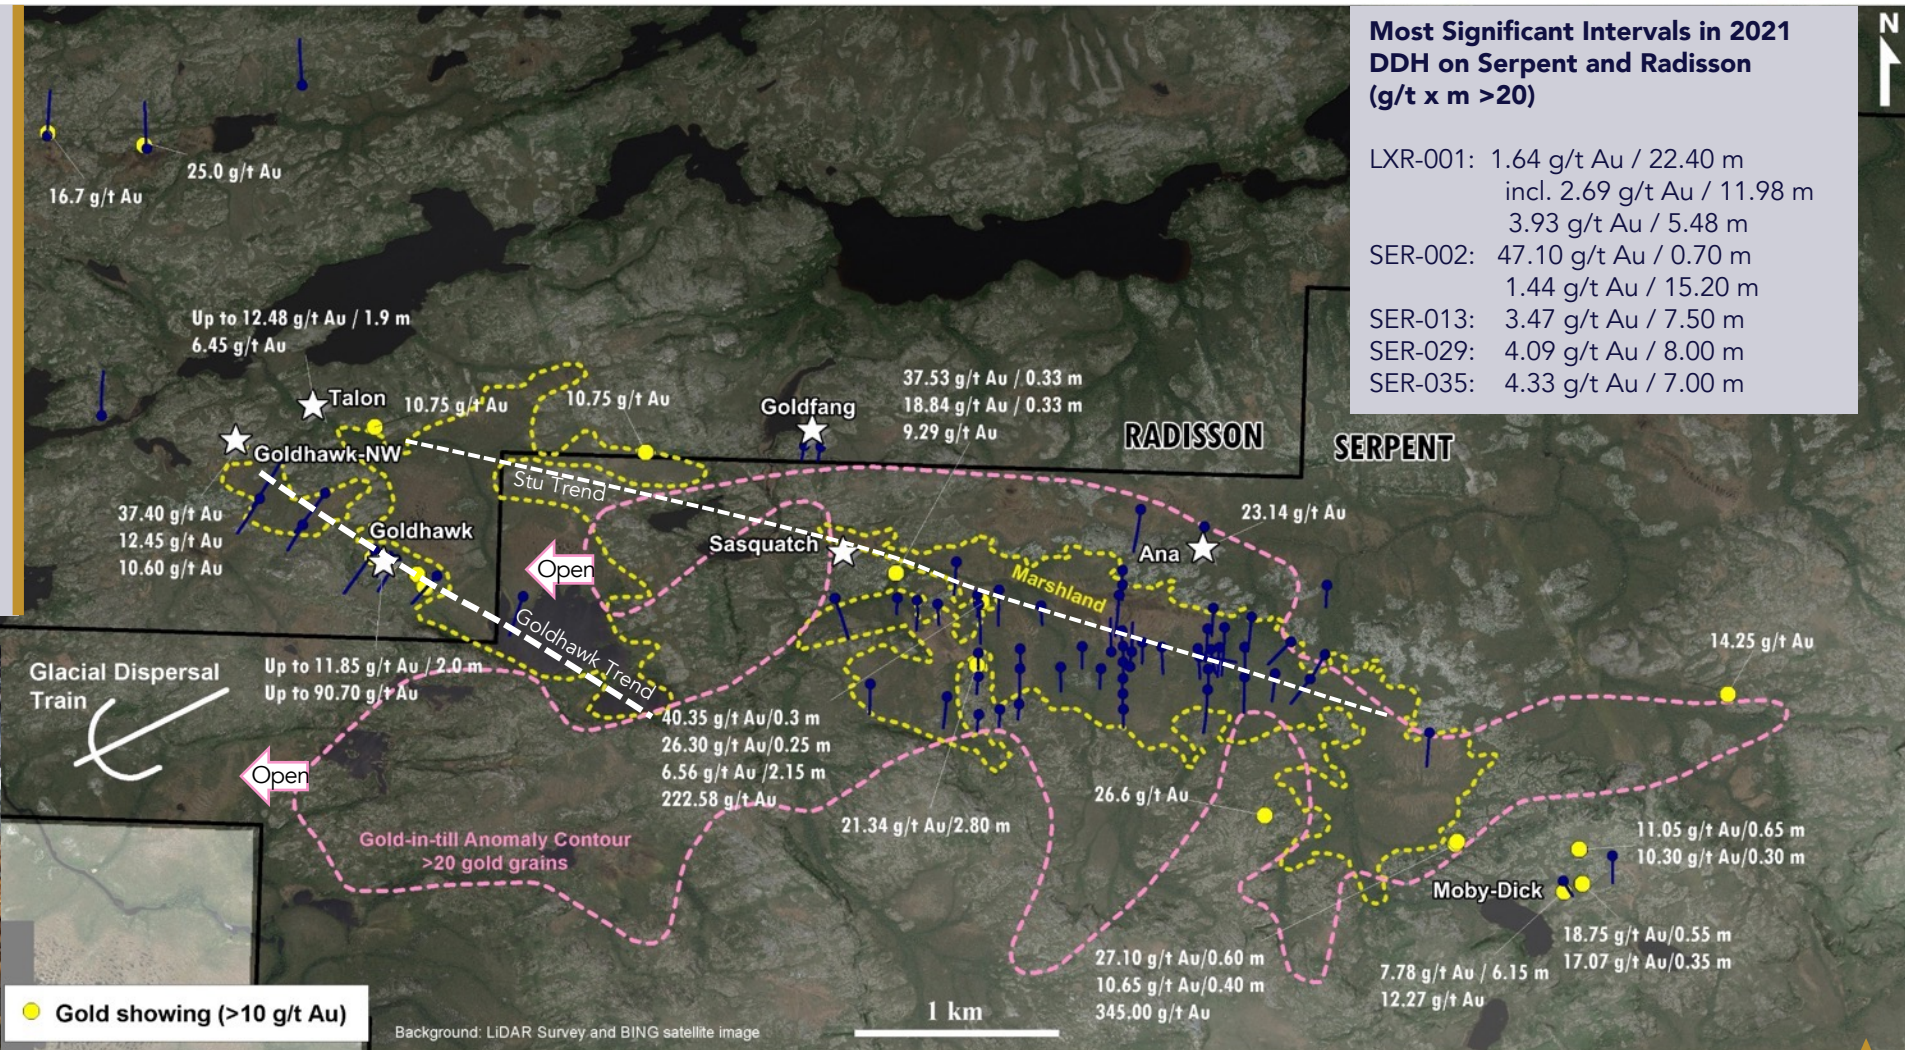 Most Significant Intervals in 2021
DDH on Serpent and Radisson
(g/t x m >20)
LXR-001: 1.64 g/t Au / 22.40 m
incl. 2.69 g/t Au / 11.98 m
3.93 g/t Au / 5.48 m
SER-002: 47.10 g/t Au / 0.70 m
1.44 g/t Au / 15.20 m
SER-013: 3.47 g/t Au / 7.50 m
SER-029: 4.09 g/t Au / 8.00 m
SER-035: 4.33 g/t Au / 7.00 m
N
25.0 g/t Au
16.7 g/t Au
Up to 12.48 g/t Au / 1.9 m
6.45 g/t Au
Talon
10.75 g/t Au
10.75 g/t Au
Goldfang
37.53 g/t Au / 0.33 m
18.84 g/t Au / 0.33 m
9.29 g/t Au
RADISSON
SERPENT
Goldhawk-NW
Stu Trend
37.40 g/t Au
12.45 g/t Au
10.60 g/t Au
Goldhawk
Open
Sasquatch
Marshland
Ana
23.14 g/t Au
Goldhawk Trend
14.25 g/t Au
Glacial Dispersal
Train
Up to 11.85 g/t Au / 2.0 m
Up to 90.70 g/t Au
40.35 g/t Au/0.3 m
26.30 g/t Au/0.25 m
6.56 g/t Au /2.15 m
222.58 g/t Au
Open
26.6 g/t Au
21.34 g/t Au/2.80 m
Gold-in-till Anomaly Contour
>20 gold grains
11.05 g/t Au/0.65 m
10.30 g/t Au/0.30 m
Moby-Dick
18.75 g/t Au/0.55 m
17.07 g/t Au/0.35 m
27.10 g/t Au/0.60 m
10.65 g/t Au/0.40 m
345.00 g/t Au
7.78 g/t Au / 6.15 m
12.27 g/t Au
Gold showing (>10 g/t Au)
Background: LiDAR Survey and BING satellite image
1 km